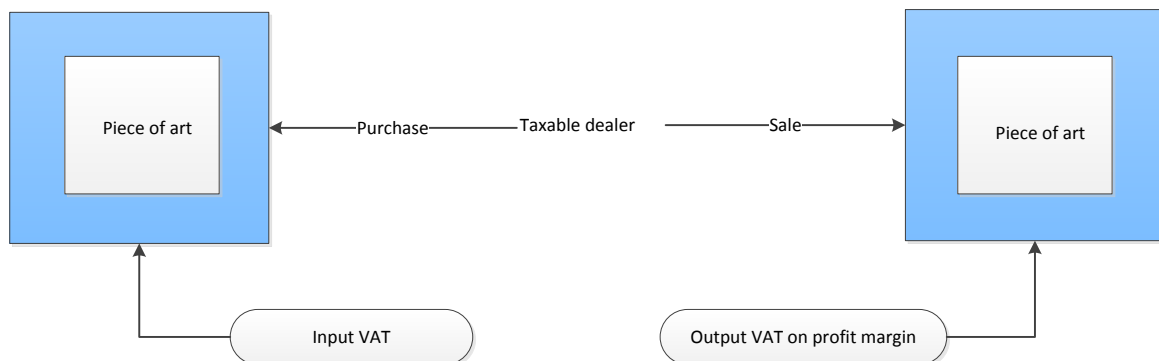 Piece of art
Purchase
Taxable dealer
Sale
Piece of art
Input VAT
Output VAT on profit margin